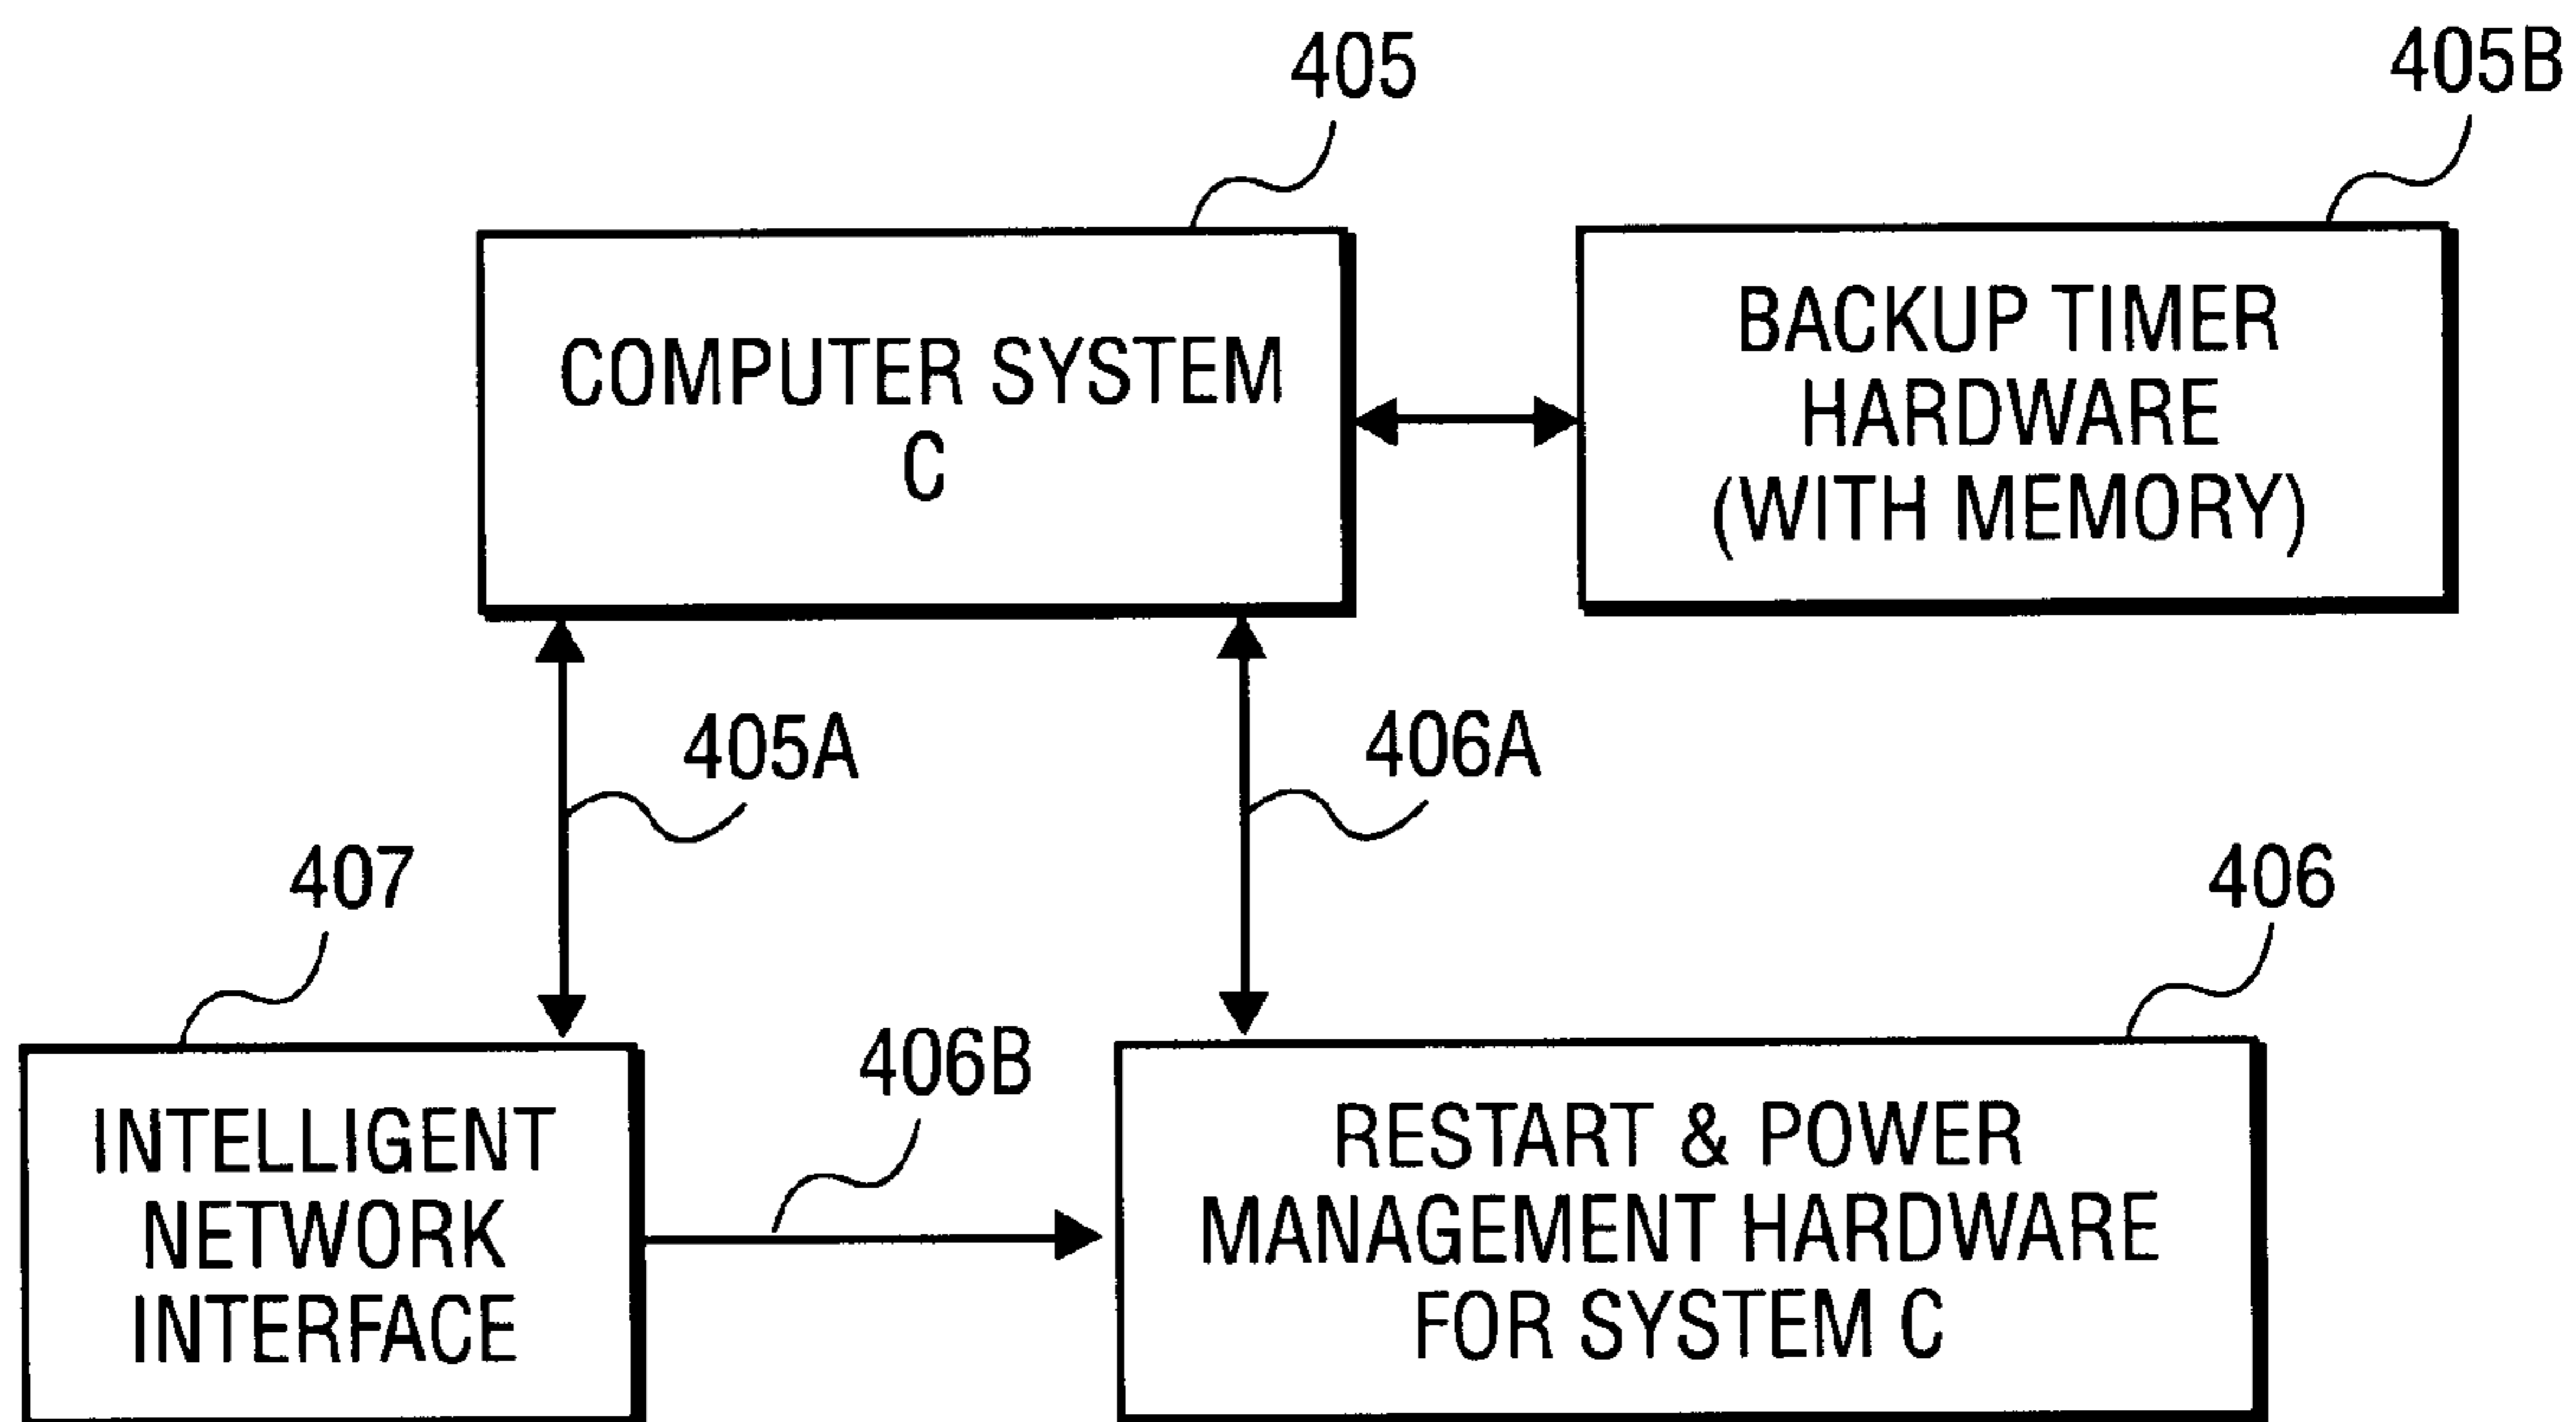 405
405B
COMPUTER SYSTEM
C
BACKUP TIMER
HARDWARE
(WITH MEMORY)
405A
406A
407
406
406B
INTELLIGENT
NETWORK
INTERFACE
RESTART & POWER
MANAGEMENT HARDWARE
FOR SYSTEM C